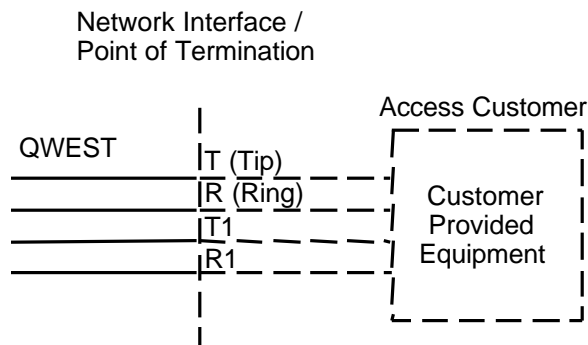 Network Interface /
Point of Termination
Access Customer
QWEST
T (Tip)
R (Ring)
T1
R1
Customer
Provided
Equipment